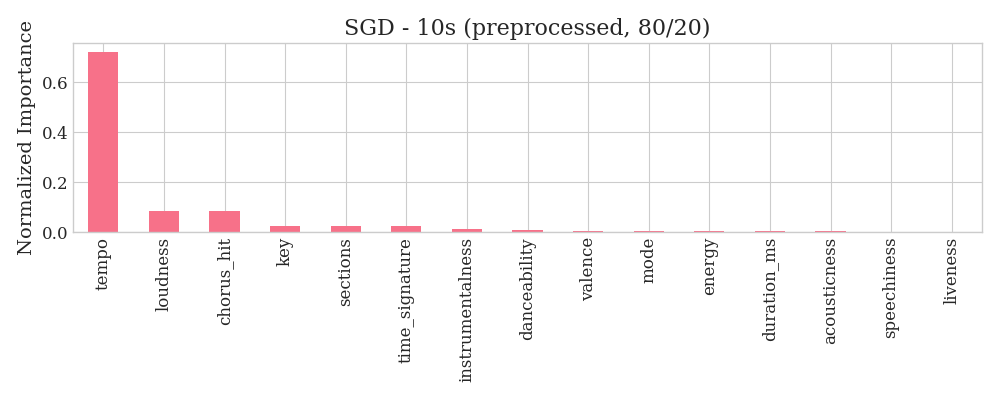 SGD - 10s (preprocessed, 80/20)
Normalized Importance
0.6
0.4
0.2
0.0
tempo
loudness
chorus_hit
key
sections
time_signature
instrumentalness
danceability
valence
mode
energy
duration_ms
acousticness
speechiness
liveness